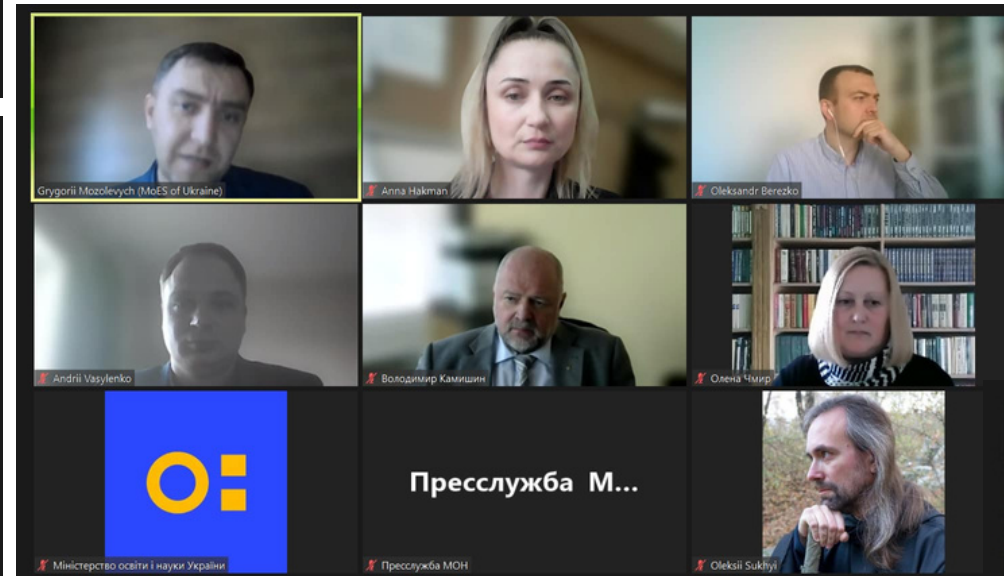 Grygorii Mozolevych (MoES of Ukraine)
Anna Hakman
Oleksandr Berezko
Andrii Vasylenko
Володимир Камишин
Олена Чмир
Пресслужба М...
Міністерство освіти і науки України
Пресслужба МОН
Oleksii Sukhyi